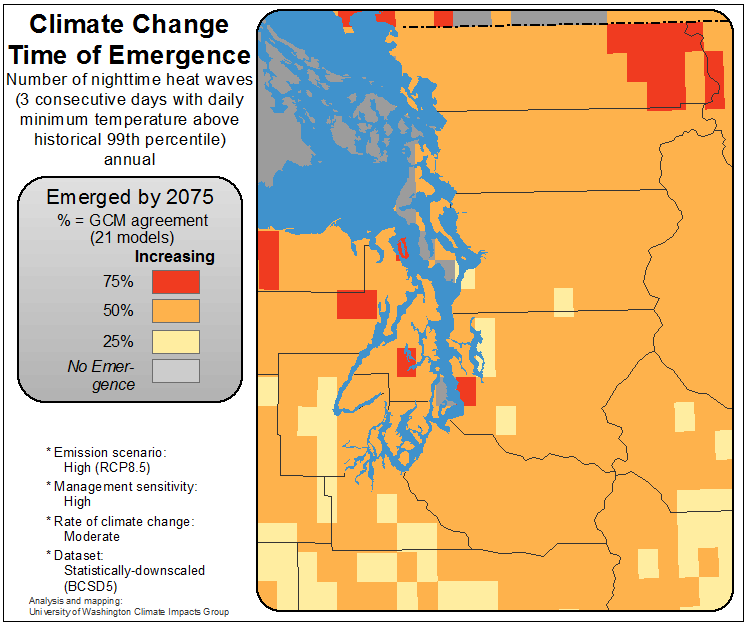 Climate Change
Time of Emergence
Number of nighttime heat waves
(3 consecutive days with daily
minimum temperature above
historical 99th percentile)
annual
Emerged by 2075
% = GCM agreement
(21 models)
Increasing
75%
50%
25%
No Emer-
gence
* Emission scenario:
High (RCP8.5)
* Management sensitivity:
High
* Rate of climate change:
Moderate
* Dataset:
Statistically-downscaled
(BCSD5)
Analysis and mapping:
University of Washington Climate Impacts Group